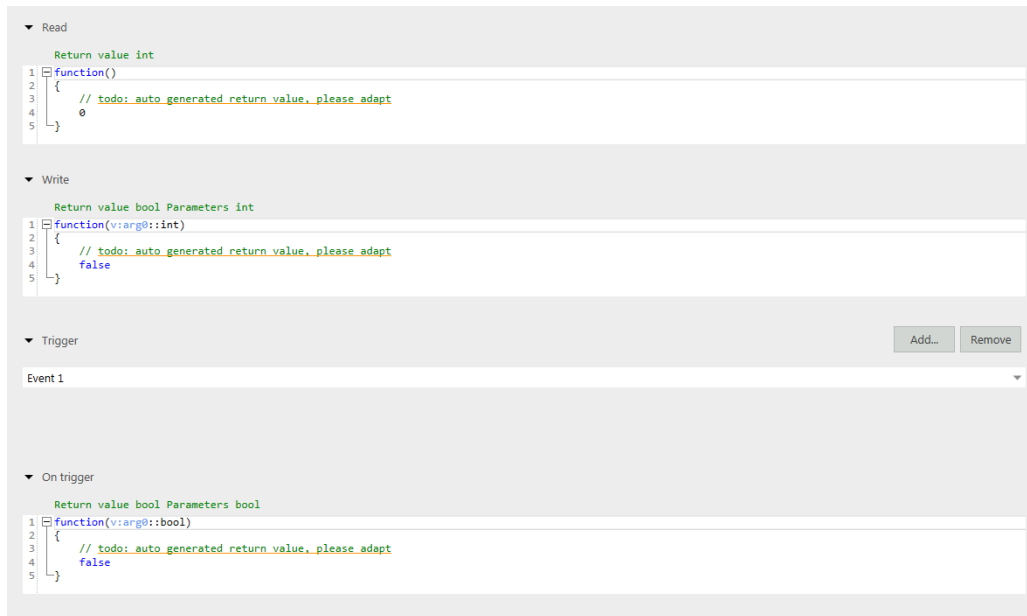 Read
Return value int
1 function()
2 {
3 // todo: auto generated return value, please adapt
4 0
5 }
Write
Return value bool Parameters int
1 function(v:arg0::int)
2 {
3 // todo: auto generated return value, please adapt
4 false
5 }
Trigger Add... Remove
Event 1
On trigger
Return value bool Parameters bool
1 function(v:arg0::bool)
2 {
3 // todo: auto generated return value, please adapt
4 false
5 }